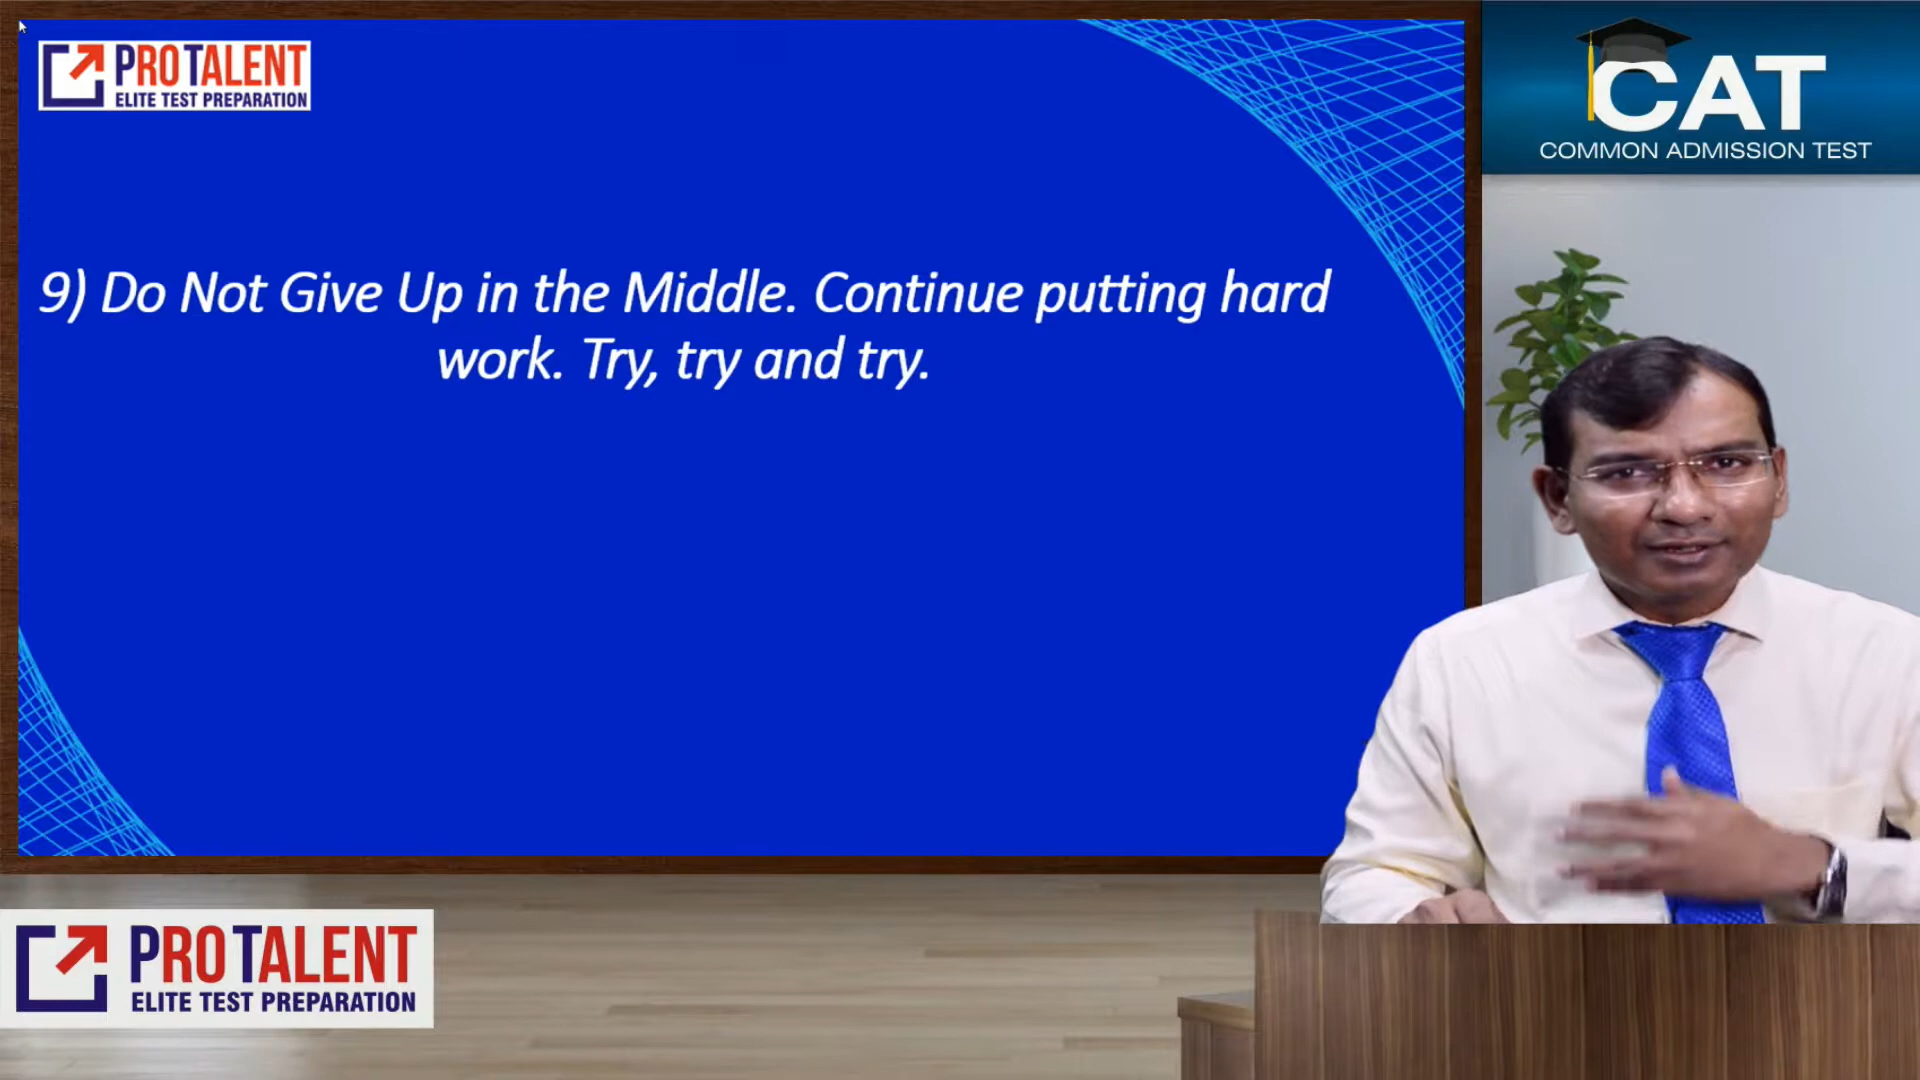 PROTALENT
ELITE TEST PREPARATION
CAT
COMMON ADMISSION TEST
9) Do Not Give Up in the Middle. Continue putting hard
work. Try, try and try.
PROTALENT
ELITE TEST PREPARATION